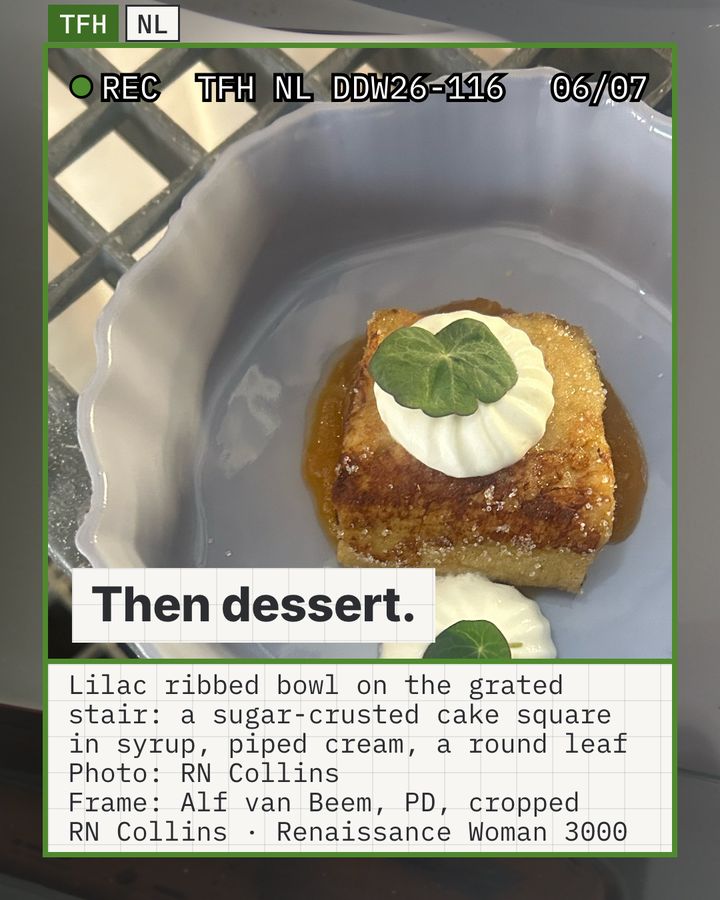 TFH NL
REC TFH NL DDW26-116 06/07
Then dessert.
Lilac ribbed bowl on the grated
stair: a sugar-crusted cake square
in syrup, piped cream, a round leaf
Photo: RN Collins
Frame: Alf van Beem, PD, cropped
RN Collins · Renaissance Woman 3000